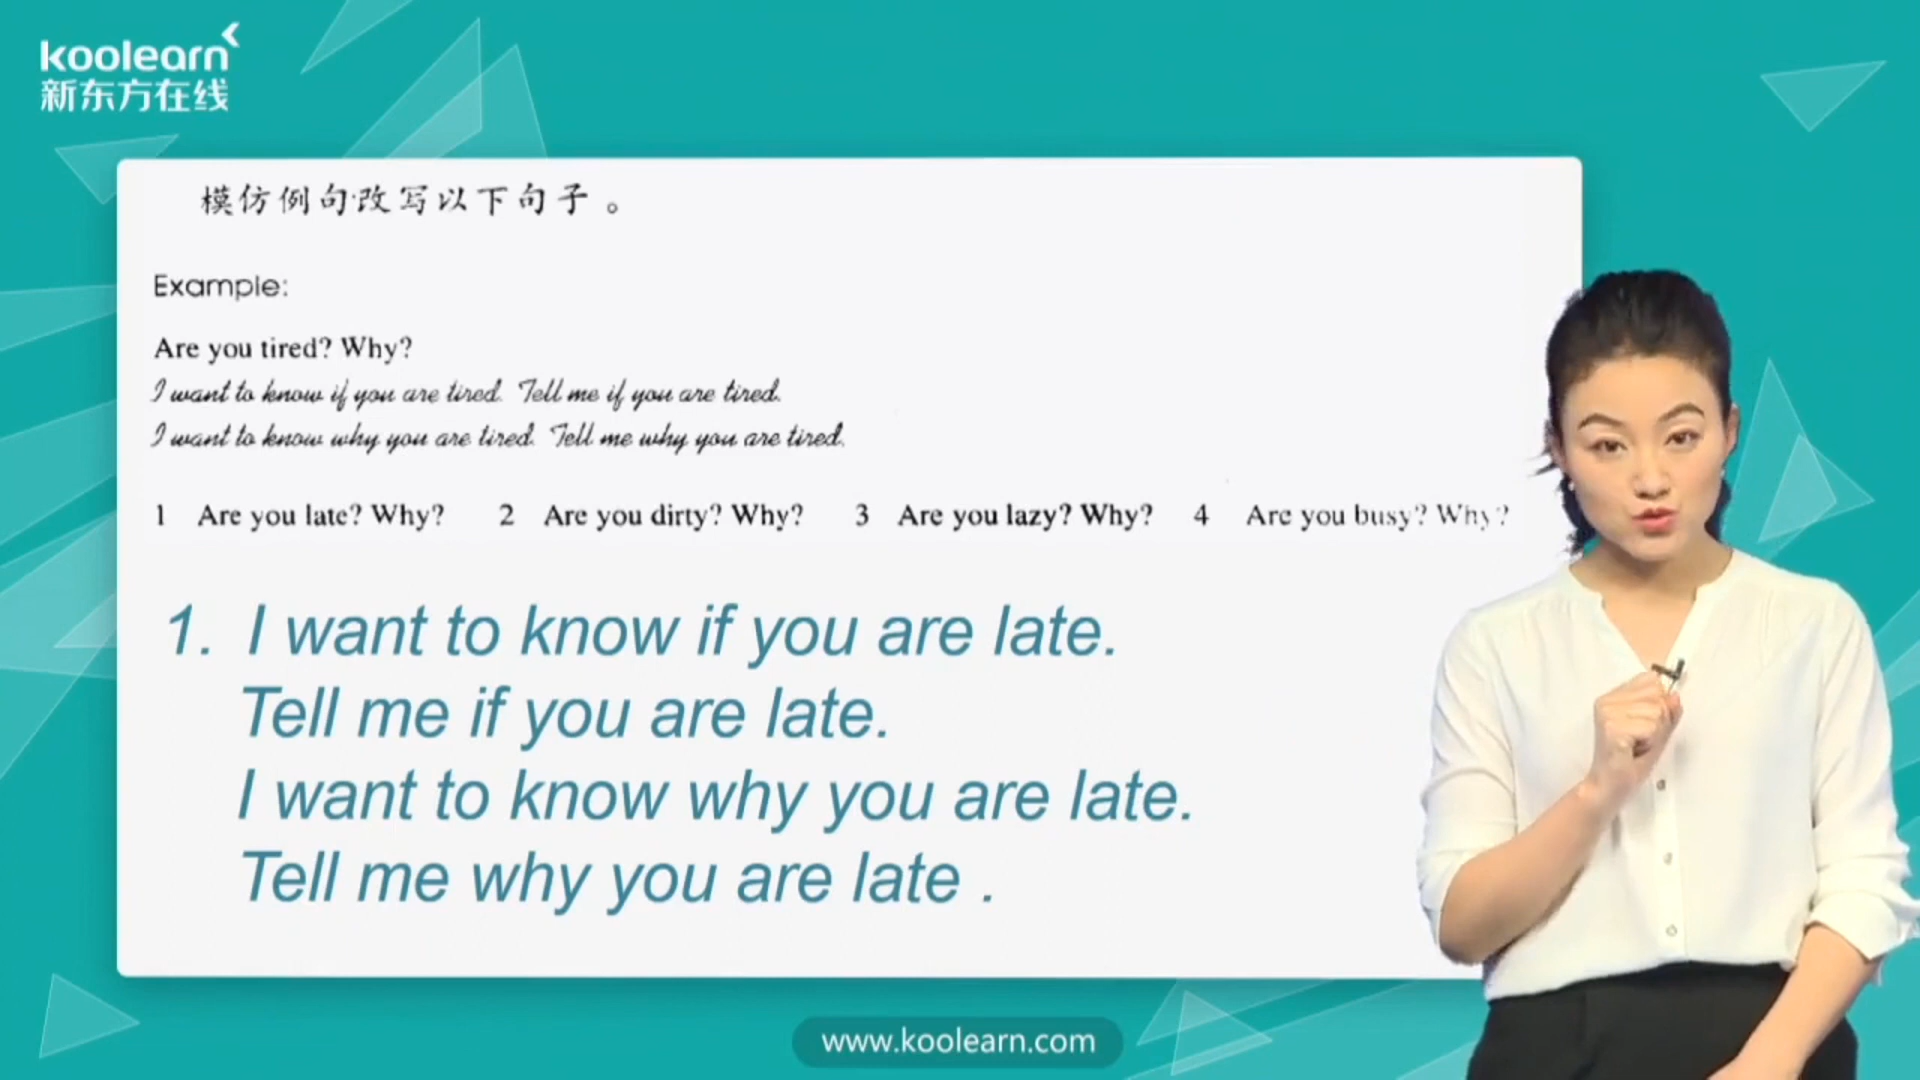 koolearn
新东方在线
模仿例句改写以下句子。
Example:
Are you tired? Why?
I want to know if you are tired. Tell me if you are tired.
I want to know why you are tired. Tell me why you are tired.
1 Are you late? Why? 2 Are you dirty? Why? 3 Are you lazy? Why? 4 Are you busy? Why?
1. I want to know if you are late.
Tell me if you are late.
I want to know why you are late.
Tell me why you are late .
www.koolearn.com